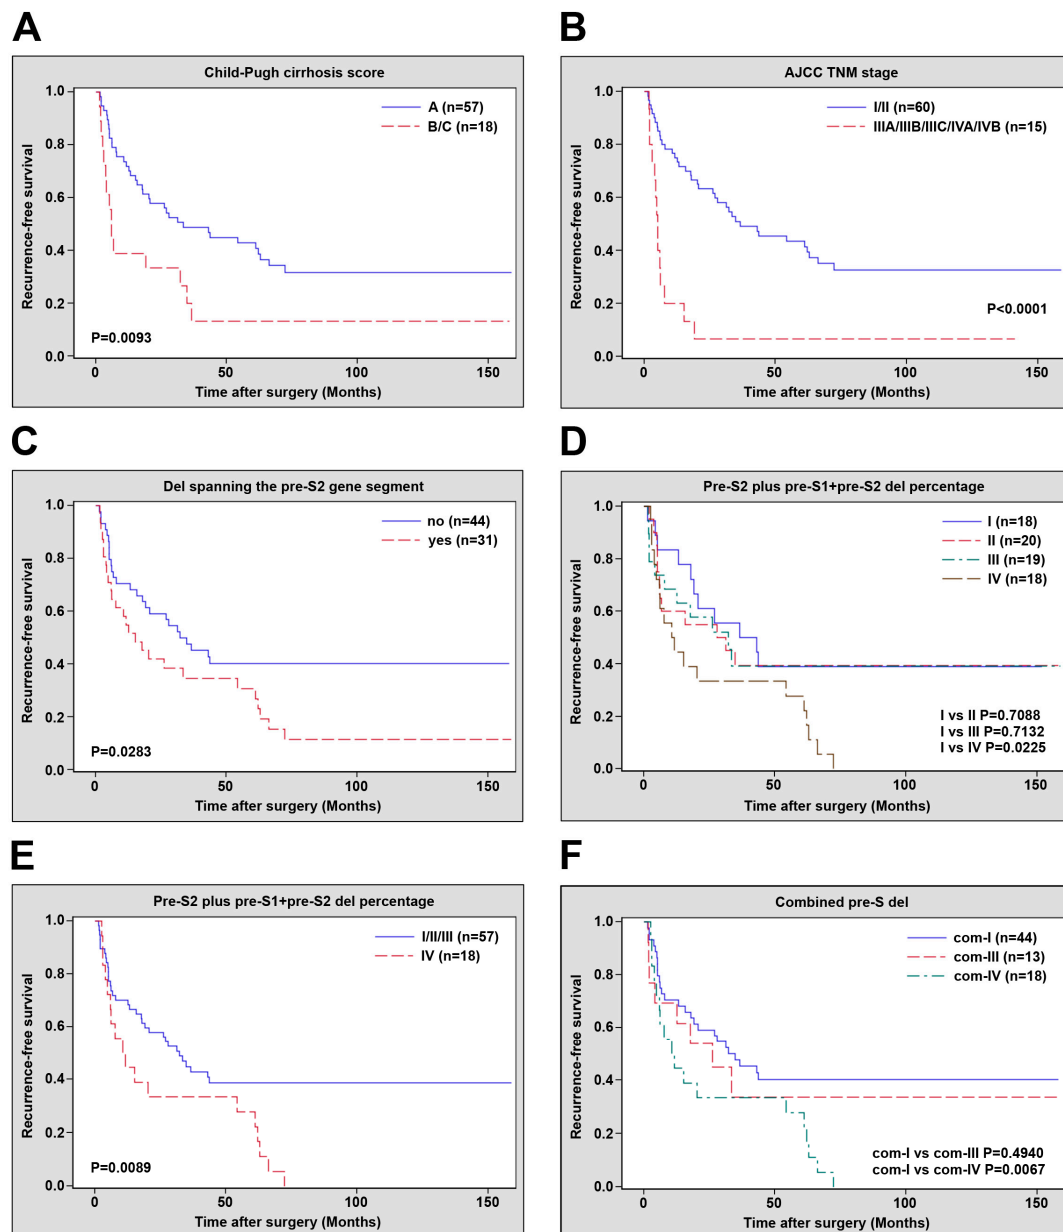 A
Child-Pugh cirrhosis score
Recurrence-free survival
1.0
0.8
0.6
0.4
0.2
0.0
A (n=57)
B/C (n=18)
P=0.0093
0 50 100 150
Time after surgery (Months)
B
AJCC TNM stage
Recurrence-free survival
1.0
0.8
0.6
0.4
0.2
0.0
I/II (n=60)
IIIA/IIIB/IIIC/IVA/IVB (n=15)
P<0.0001
0 50 100 150
Time after surgery (Months)
C
Del spanning the pre-S2 gene segment
Recurrence-free survival
1.0
0.8
0.6
0.4
0.2
0.0
no (n=44)
yes (n=31)
P=0.0283
0 50 100 150
Time after surgery (Months)
D
Pre-S2 plus pre-S1+pre-S2 del percentage
Recurrence-free survival
1.0
0.8
0.6
0.4
0.2
0.0
I (n=18)
II (n=20)
III (n=19)
IV (n=18)
I vs II P=0.7088
I vs III P=0.7132
I vs IV P=0.0225
0 50 100 150
Time after surgery (Months)
E
Pre-S2 plus pre-S1+pre-S2 del percentage
Recurrence-free survival
1.0
0.8
0.6
0.4
0.2
0.0
I/II/III (n=57)
IV (n=18)
P=0.0089
0 50 100 150
Time after surgery (Months)
F
Combined pre-S del
Recurrence-free survival
1.0
0.8
0.6
0.4
0.2
0.0
com-I (n=44)
com-III (n=13)
com-IV (n=18)
com-I vs com-III P=0.4940
com-I vs com-IV P=0.0067
0 50 100 150
Time after surgery (Months)